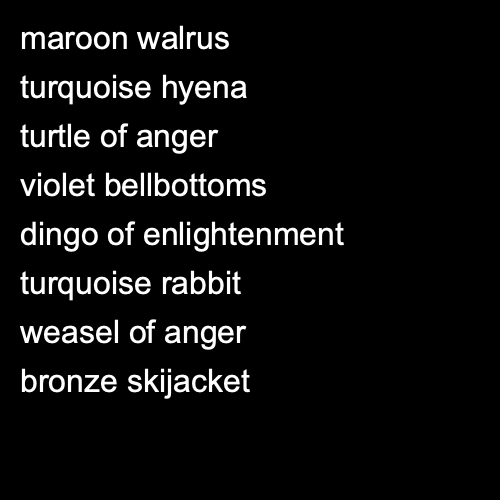 maroon walrus
turquoise hyena
turtle of anger
violet bellbottoms
dingo of enlightenment
turquoise rabbit
weasel of anger
bronze skijacket